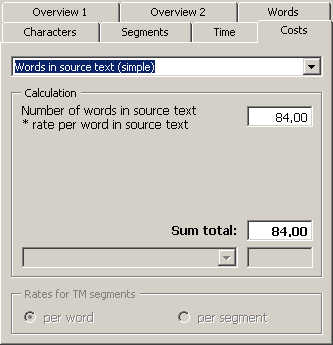 Overview 1 Overview 2 Words
Characters Segments Time Costs
Words in source text (simple)
Calculation
Number of words in source text 84,00
* rate per word in source text
Sum total: 84,00
Rates for TM segments
per word per segment